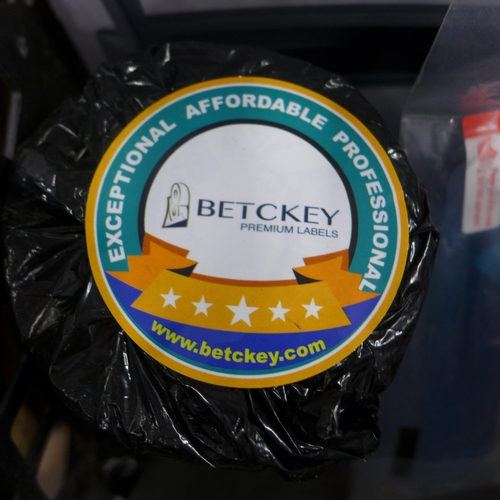 EXCEPTIONAL AFFORDABLE PROFESSIONAL
BETCKEY
PREMIUM LABELS
www.betckey.com